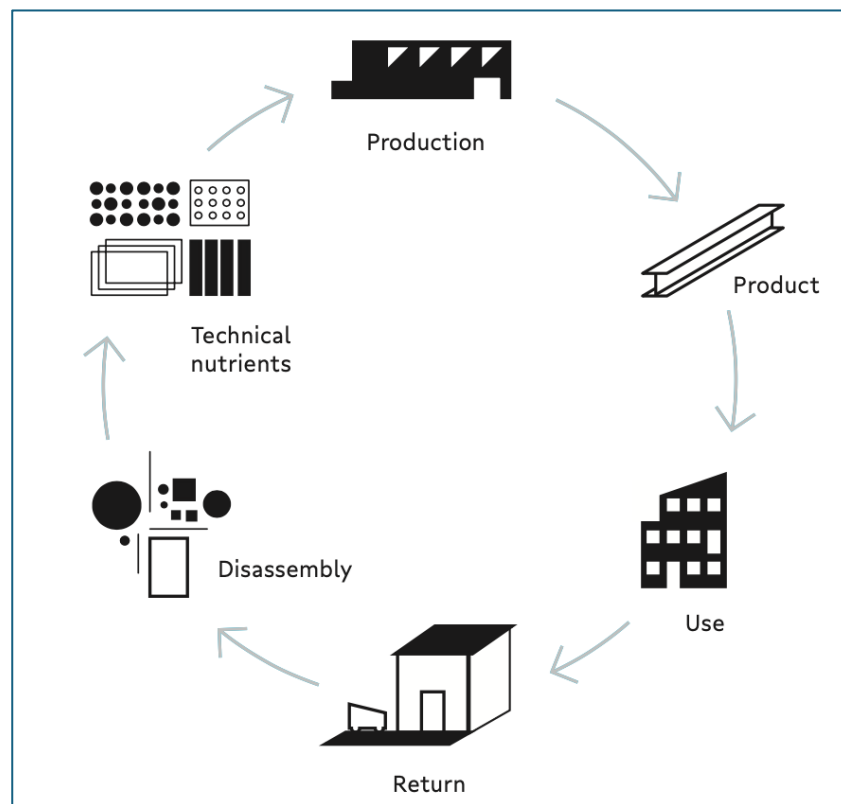 Production
Product
Use
Return
Disassembly
Technical
nutrients